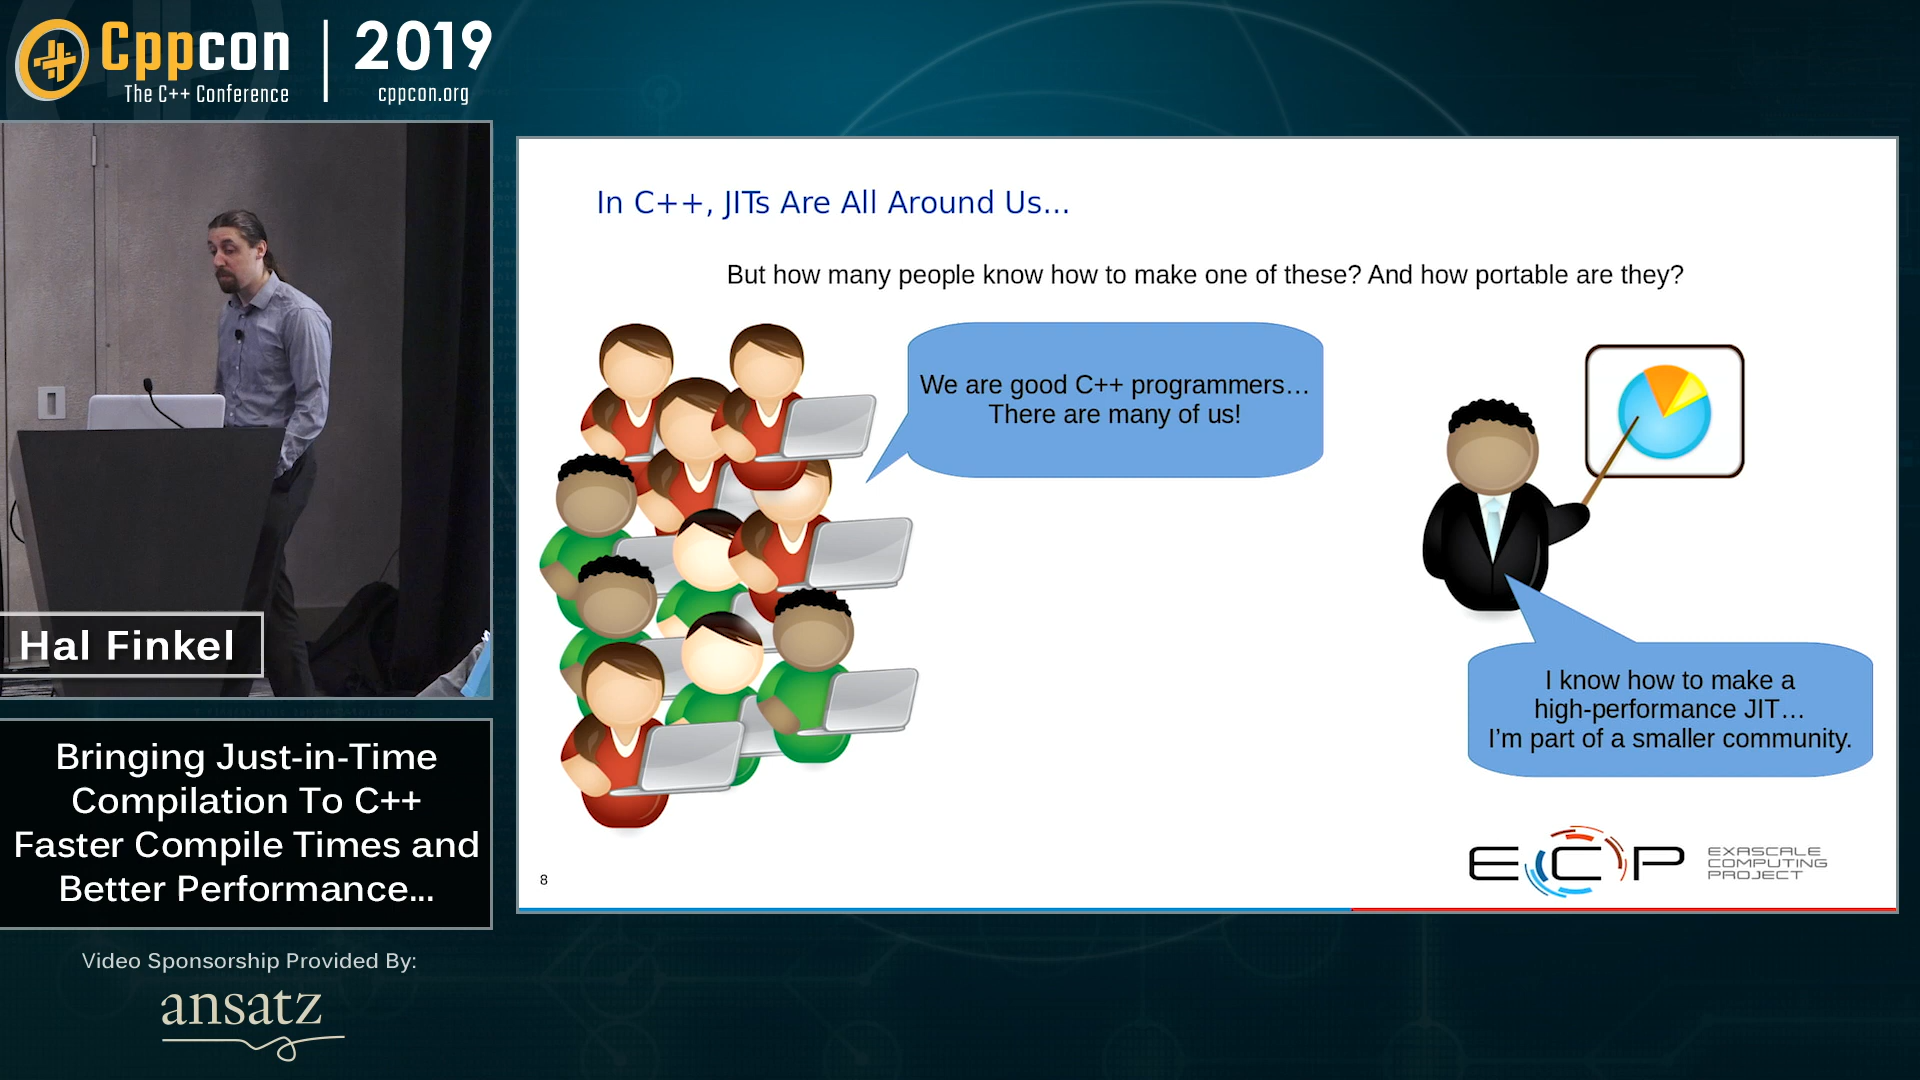 Cppcon
The C++ Conference
2019
cppcon.org
Hal Finkel
Bringing Just-in-Time
Compilation To C++
Faster Compile Times and
Better Performance...
Video Sponsorship Provided By:
ansatz
In C++, JITs Are All Around Us...
But how many people know how to make one of these? And how portable are they?
We are good C++ programmers…
There are many of us!
I know how to make a
high-performance JIT…
I’m part of a smaller community.
8
ECP
EXASCALE
COMPUTING
PROJECT